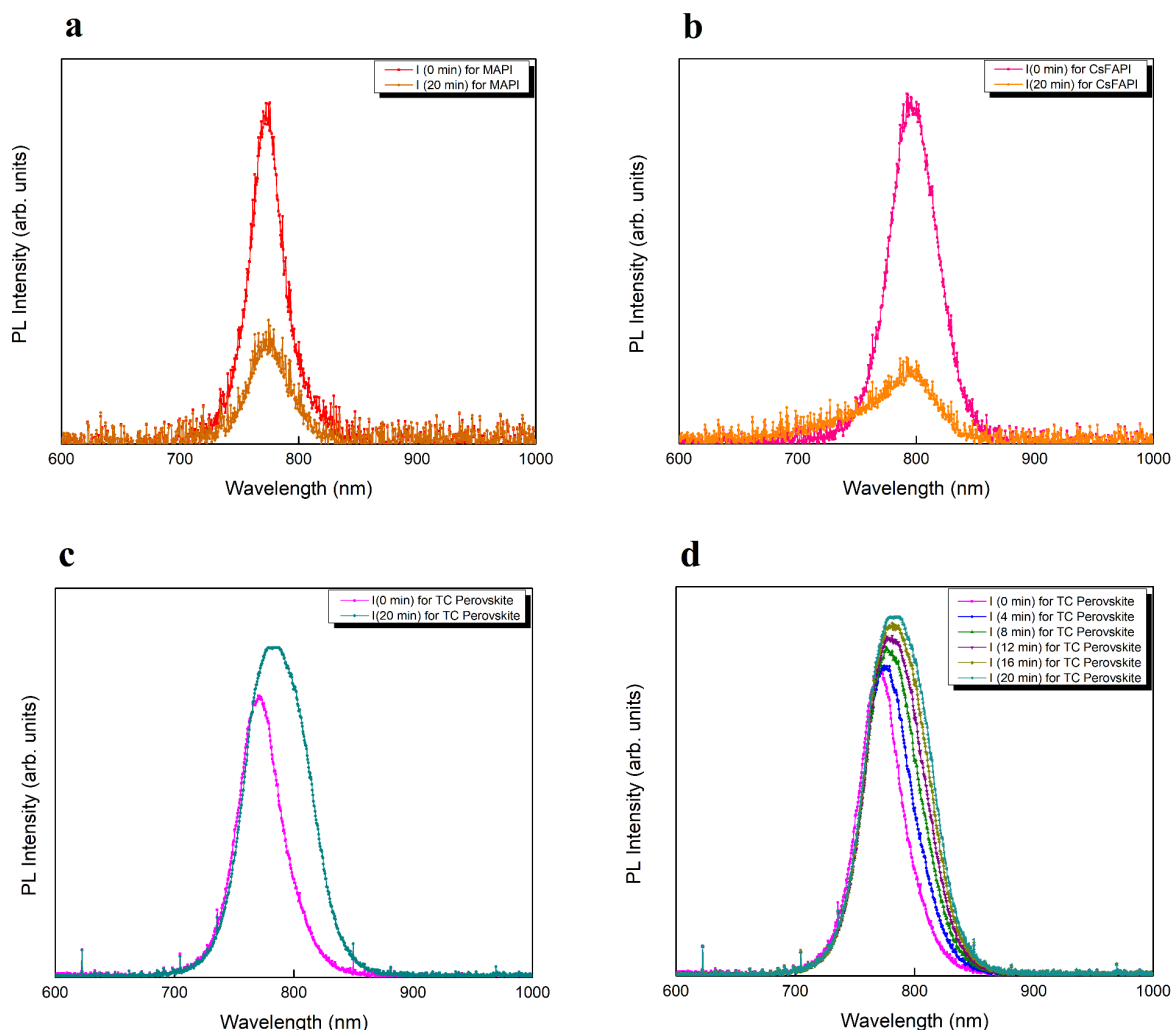 a
I (0 min) for MAPI
I (20 min) for MAPI
PL Intensity (arb. units)
600 700 800 900 1000
Wavelength (nm)
b
I(0 min) for CsFAPI
I(20 min) for CsFAPI
PL Intensity (arb. units)
600 700 800 900 1000
Wavelength (nm)
c
I(0 min) for TC Perovskite
I(20 min) for TC Perovskite
PL Intensity (arb. units)
600 700 800 900 1000
Wavelength (nm)
d
I (0 min) for TC Perovskite
I (4 min) for TC Perovskite
I (8 min) for TC Perovskite
I (12 min) for TC Perovskite
I (16 min) for TC Perovskite
I (20 min) for TC Perovskite
PL Intensity (arb. units)
600 700 800 900 1000
Wavelength (nm)